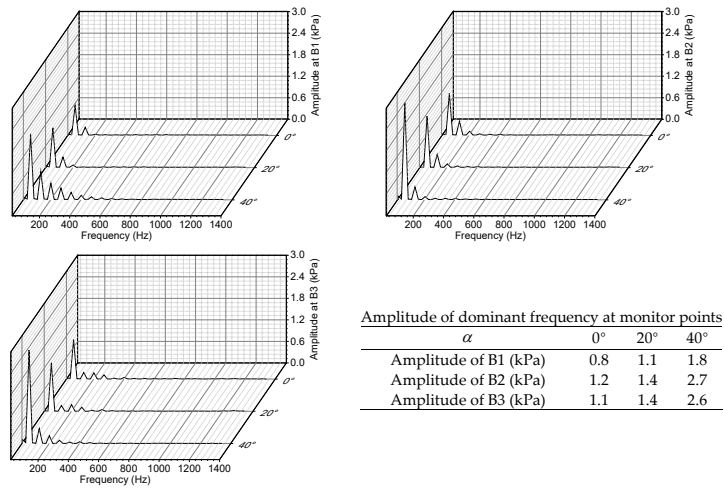 3.0
2.4
1.8
1.2
0.6
0.0
Amplitude at B1 (kPa)
0°
20°
40°
200 400 600 800 1000 1200 1400
Frequency (Hz)
3.0
2.4
1.8
1.2
0.6
0.0
Amplitude at B2 (kPa)
0°
20°
40°
200 400 600 800 1000 1200 1400
Frequency (Hz)
3.0
2.4
1.8
1.2
0.6
0.0
Amplitude at B3 (kPa)
0°
20°
40°
200 400 600 800 1000 1200 1400
Frequency (Hz)
Amplitude of dominant frequency at monitor points
α 0° 20° 40°
Amplitude of B1 (kPa) 0.8 1.1 1.8
Amplitude of B2 (kPa) 1.2 1.4 2.7
Amplitude of B3 (kPa) 1.1 1.4 2.6